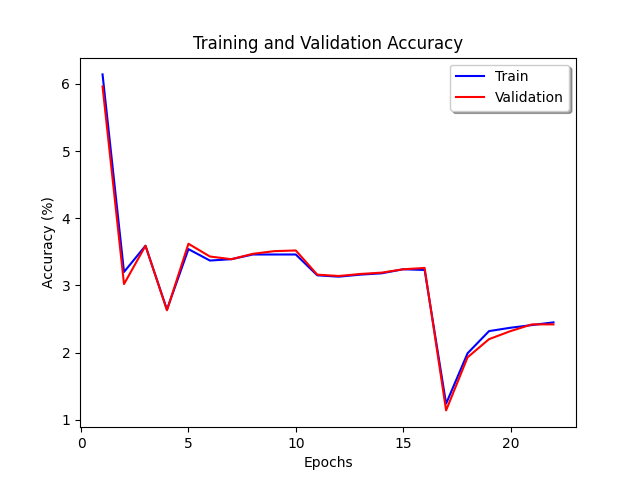 Training and Validation Accuracy
Train
Validation
Accuracy (%)
6
5
4
3
2
1
0
5
10
15
20
Epochs